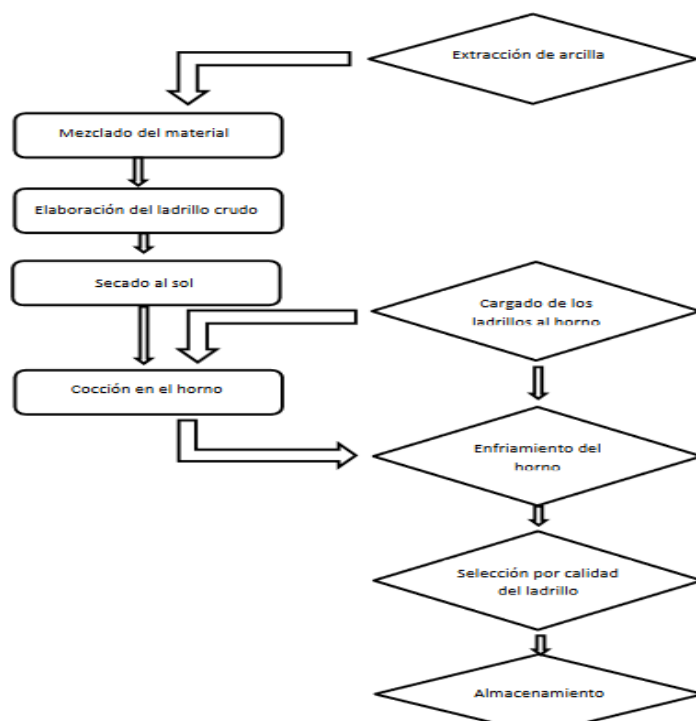 Extracción de arcilla
Mezclado del material
Elaboración del ladrillo crudo
Secado al sol
Cargado de los
ladrillos al horno
Cocción en el horno
Enfriamiento del
horno
Selección por calidad
del ladrillo
Almacenamiento